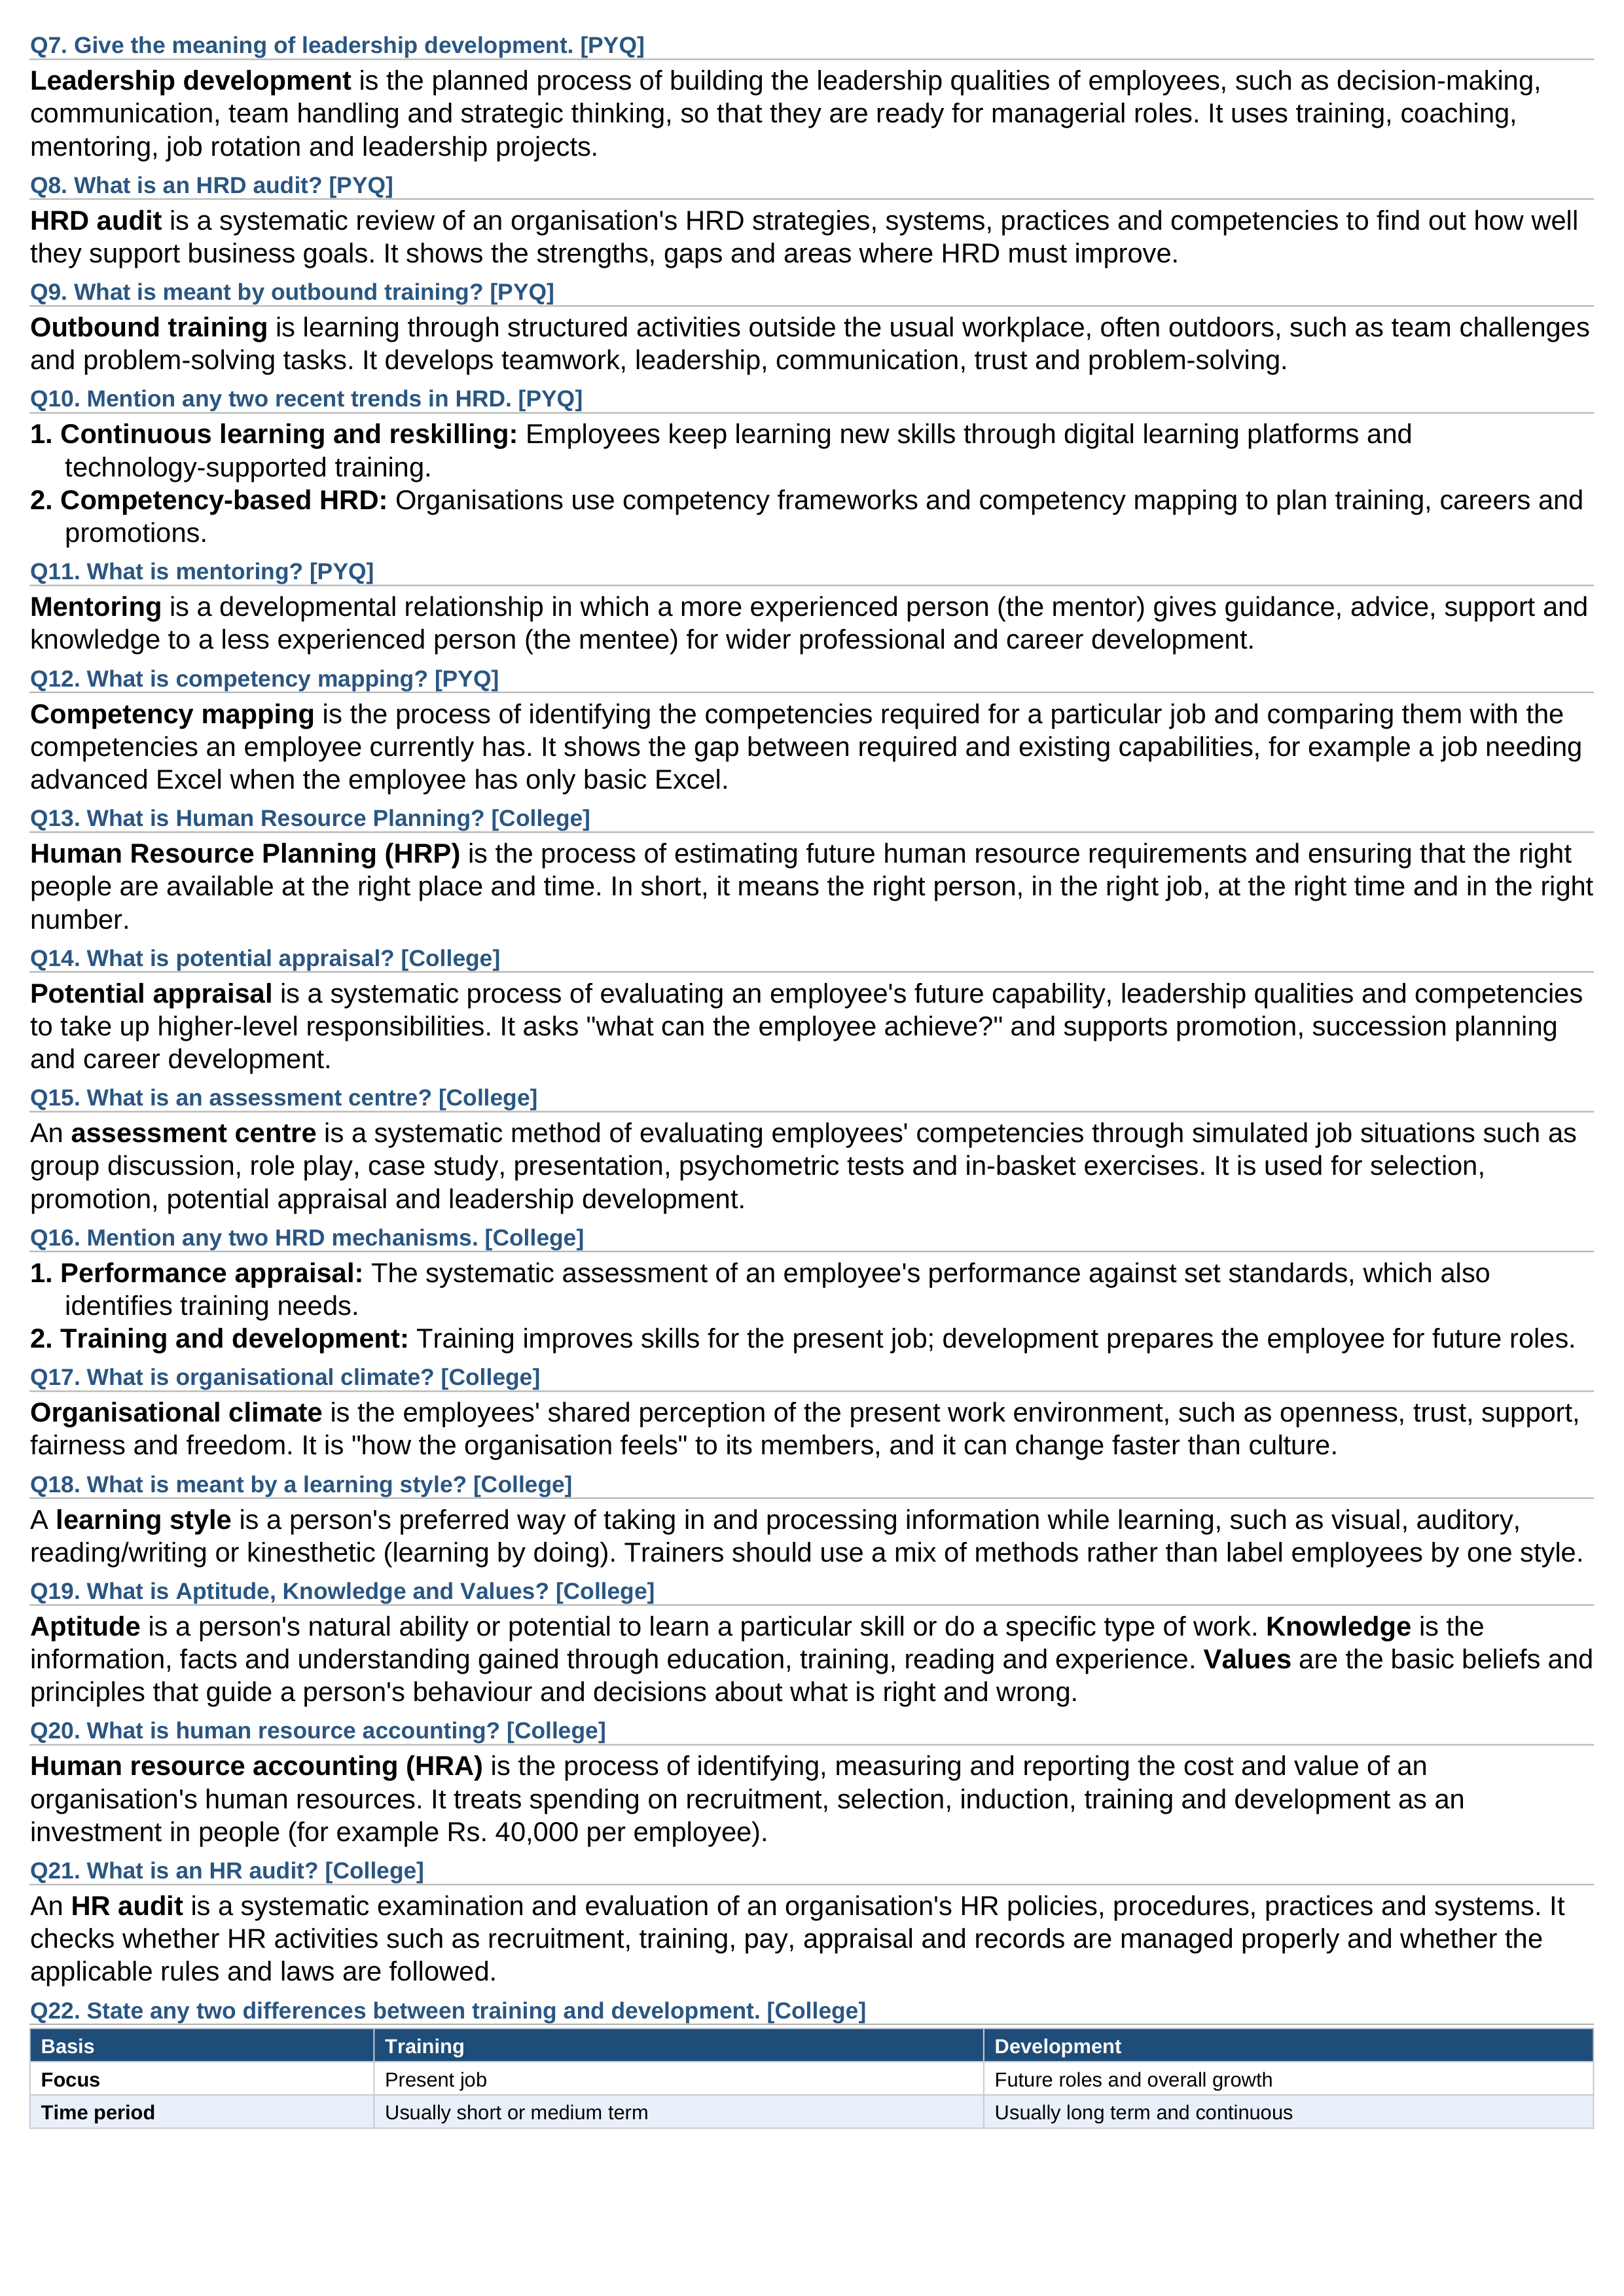 Q7. Give the meaning of leadership development. [PYQ]
Leadership development is the planned process of building the leadership qualities of employees, such as decision-making,
communication, team handling and strategic thinking, so that they are ready for managerial roles. It uses training, coaching,
mentoring, job rotation and leadership projects.
Q8. What is an HRD audit? [PYQ]
HRD audit is a systematic review of an organisation's HRD strategies, systems, practices and competencies to find out how well
they support business goals. It shows the strengths, gaps and areas where HRD must improve.
Q9. What is meant by outbound training? [PYQ]
Outbound training is learning through structured activities outside the usual workplace, often outdoors, such as team challenges
and problem-solving tasks. It develops teamwork, leadership, communication, trust and problem-solving.
Q10. Mention any two recent trends in HRD. [PYQ]
1. Continuous learning and reskilling: Employees keep learning new skills through digital learning platforms and
technology-supported training.
2. Competency-based HRD: Organisations use competency frameworks and competency mapping to plan training, careers and
promotions.
Q11. What is mentoring? [PYQ]
Mentoring is a developmental relationship in which a more experienced person (the mentor) gives guidance, advice, support and
knowledge to a less experienced person (the mentee) for wider professional and career development.
Q12. What is competency mapping? [PYQ]
Competency mapping is the process of identifying the competencies required for a particular job and comparing them with the
competencies an employee currently has. It shows the gap between required and existing capabilities, for example a job needing
advanced Excel when the employee has only basic Excel.
Q13. What is Human Resource Planning? [College]
Human Resource Planning (HRP) is the process of estimating future human resource requirements and ensuring that the right
people are available at the right place and time. In short, it means the right person, in the right job, at the right time and in the right
number.
Q14. What is potential appraisal? [College]
Potential appraisal is a systematic process of evaluating an employee's future capability, leadership qualities and competencies
to take up higher-level responsibilities. It asks "what can the employee achieve?" and supports promotion, succession planning
and career development.
Q15. What is an assessment centre? [College]
An assessment centre is a systematic method of evaluating employees' competencies through simulated job situations such as
group discussion, role play, case study, presentation, psychometric tests and in-basket exercises. It is used for selection,
promotion, potential appraisal and leadership development.
Q16. Mention any two HRD mechanisms. [College]
1. Performance appraisal: The systematic assessment of an employee's performance against set standards, which also
identifies training needs.
2. Training and development: Training improves skills for the present job; development prepares the employee for future roles.
Q17. What is organisational climate? [College]
Organisational climate is the employees' shared perception of the present work environment, such as openness, trust, support,
fairness and freedom. It is "how the organisation feels" to its members, and it can change faster than culture.
Q18. What is meant by a learning style? [College]
A learning style is a person's preferred way of taking in and processing information while learning, such as visual, auditory,
reading/writing or kinesthetic (learning by doing). Trainers should use a mix of methods rather than label employees by one style.
Q19. What is Aptitude, Knowledge and Values? [College]
Aptitude is a person's natural ability or potential to learn a particular skill or do a specific type of work. Knowledge is the
information, facts and understanding gained through education, training, reading and experience. Values are the basic beliefs and
principles that guide a person's behaviour and decisions about what is right and wrong.
Q20. What is human resource accounting? [College]
Human resource accounting (HRA) is the process of identifying, measuring and reporting the cost and value of an
organisation's human resources. It treats spending on recruitment, selection, induction, training and development as an
investment in people (for example Rs. 40,000 per employee).
Q21. What is an HR audit? [College]
An HR audit is a systematic examination and evaluation of an organisation's HR policies, procedures, practices and systems. It
checks whether HR activities such as recruitment, training, pay, appraisal and records are managed properly and whether the
applicable rules and laws are followed.
Q22. State any two differences between training and development. [College]
Basis Training Development
Focus Present job Future roles and overall growth
Time period Usually short or medium term Usually long term and continuous